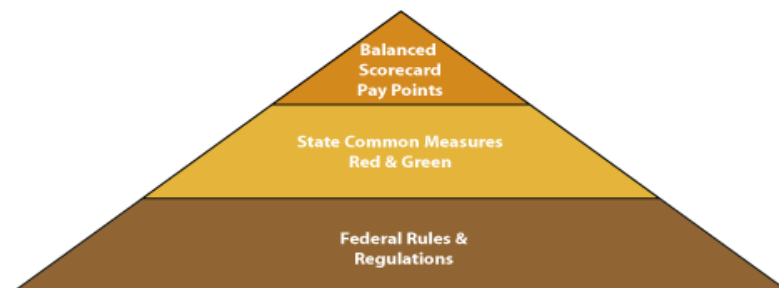 Balanced
Scorecard
Pay Points
State Common Measures
Red & Green
Federal Rules &
Regulations